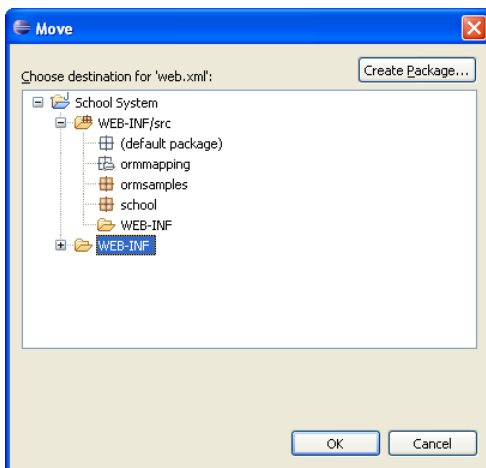 Move
Create Package...
Choose destination for 'web.xml':
School System
WEB-INF/src
(default package)
ormmapping
ormsamples
school
WEB-INF
WEB-INF
OK Cancel